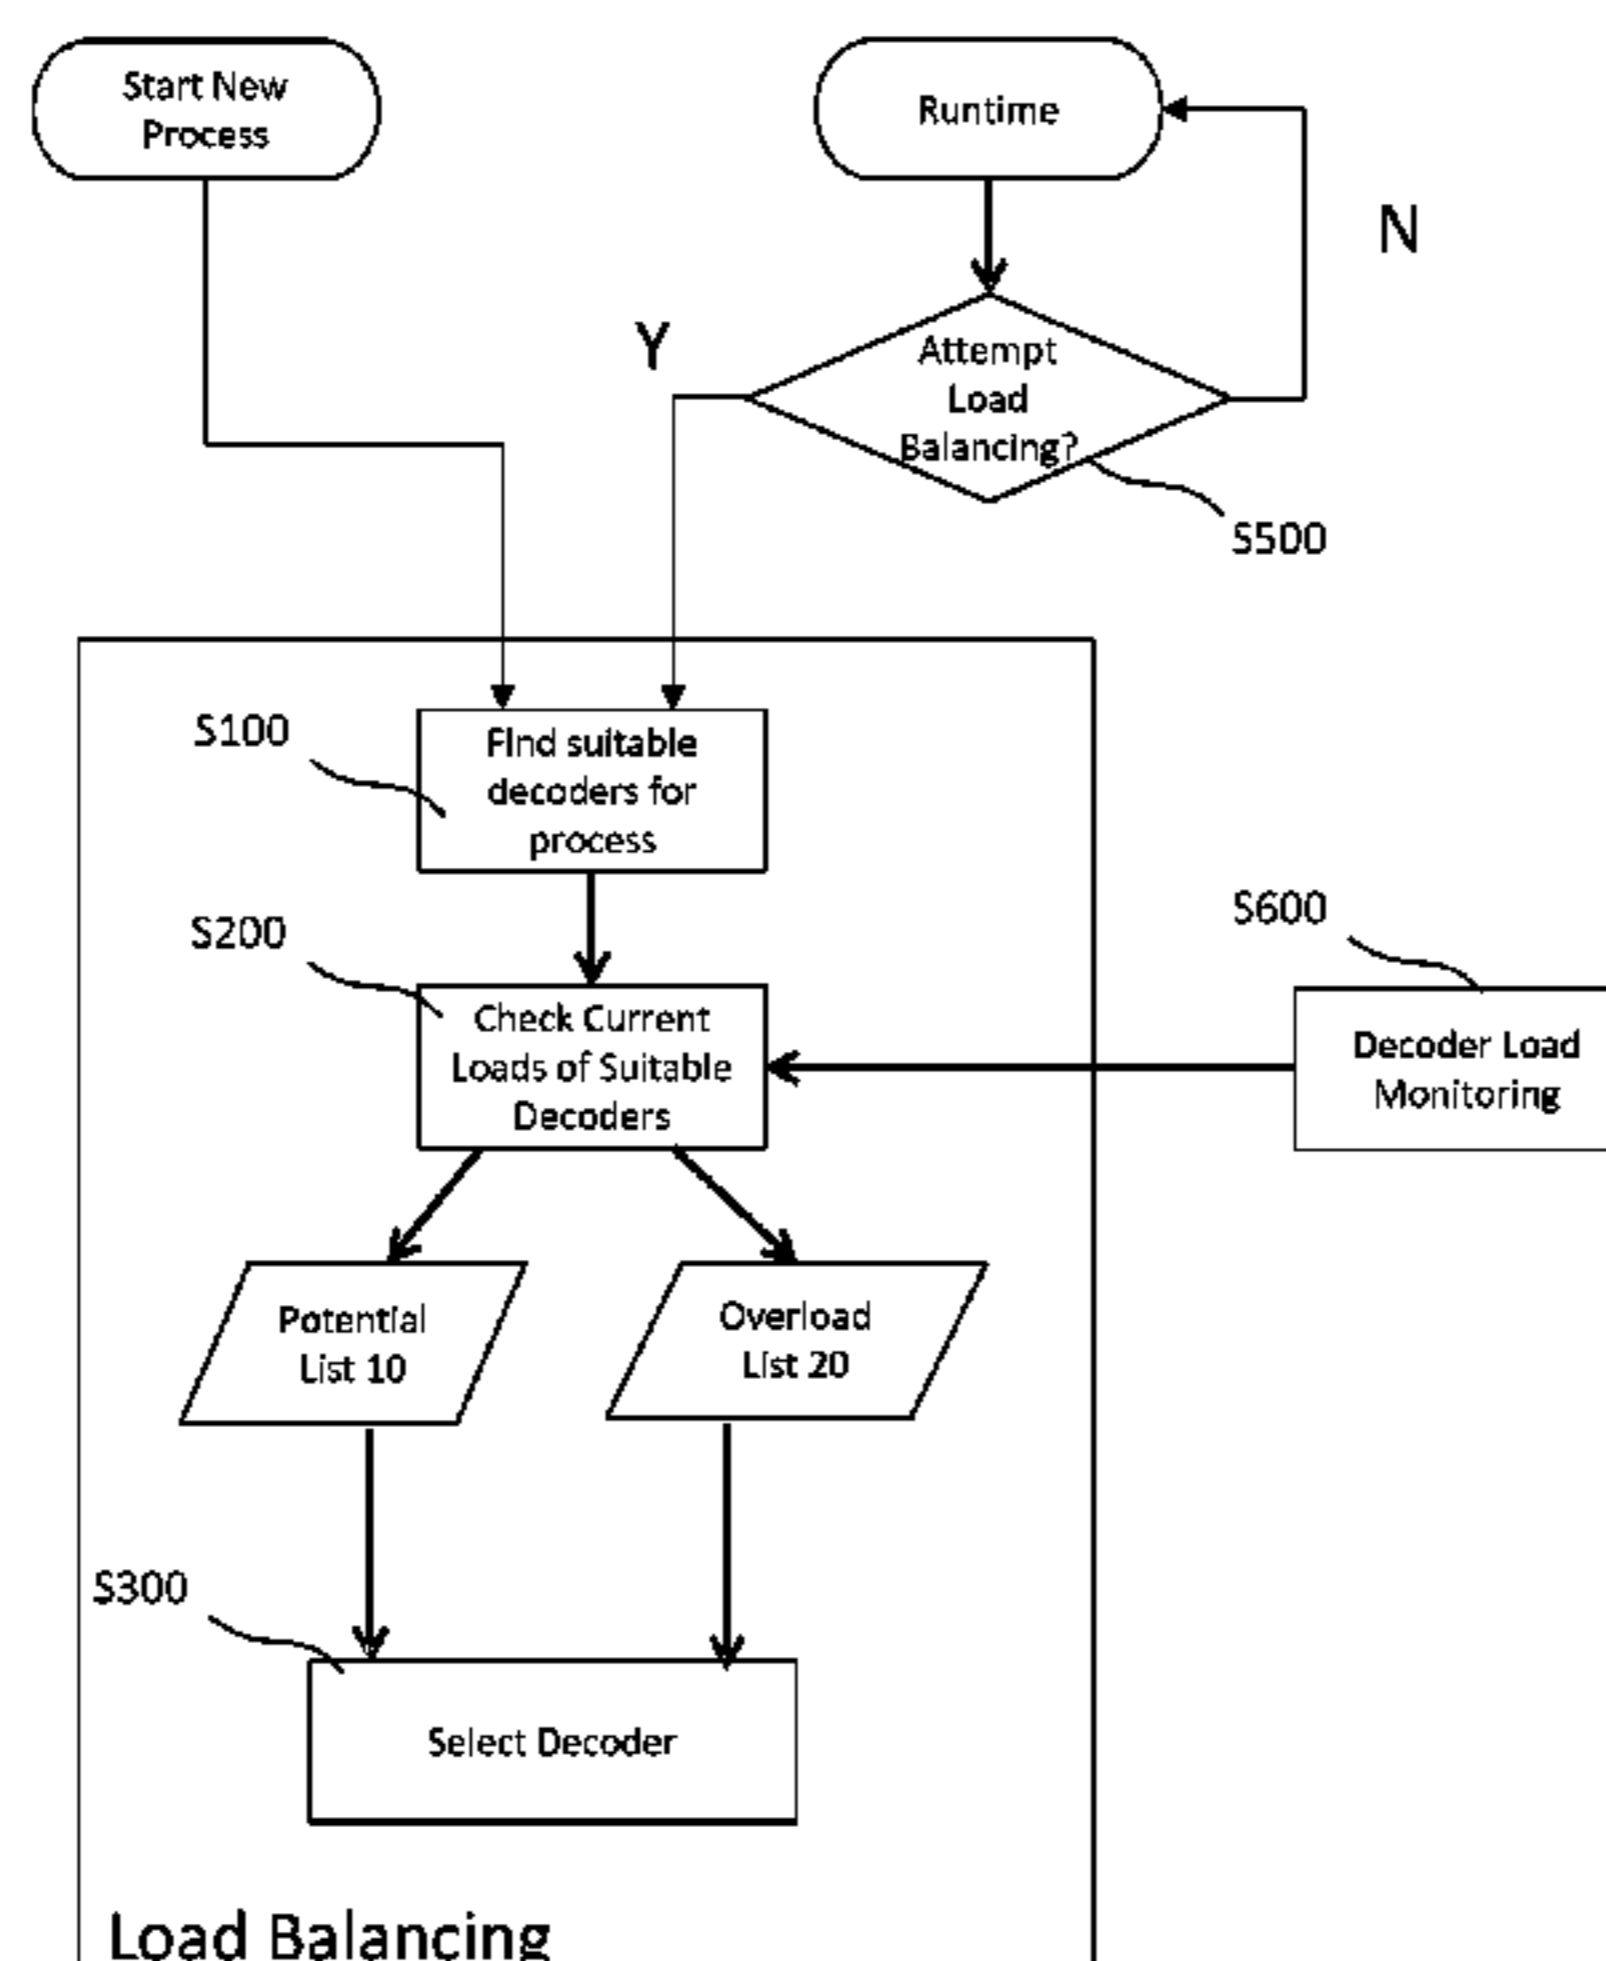 Start New
Process
Runtime
N
Y
Attempt
Load
Balancing?
S500
S100
Find suitable
decoders for
process
S200
Check Current
Loads of Suitable
Decoders
S600
Decoder Load
Monitoring
Potential
List 10
Overload
List 20
S300
Select Decoder
Load Balancing